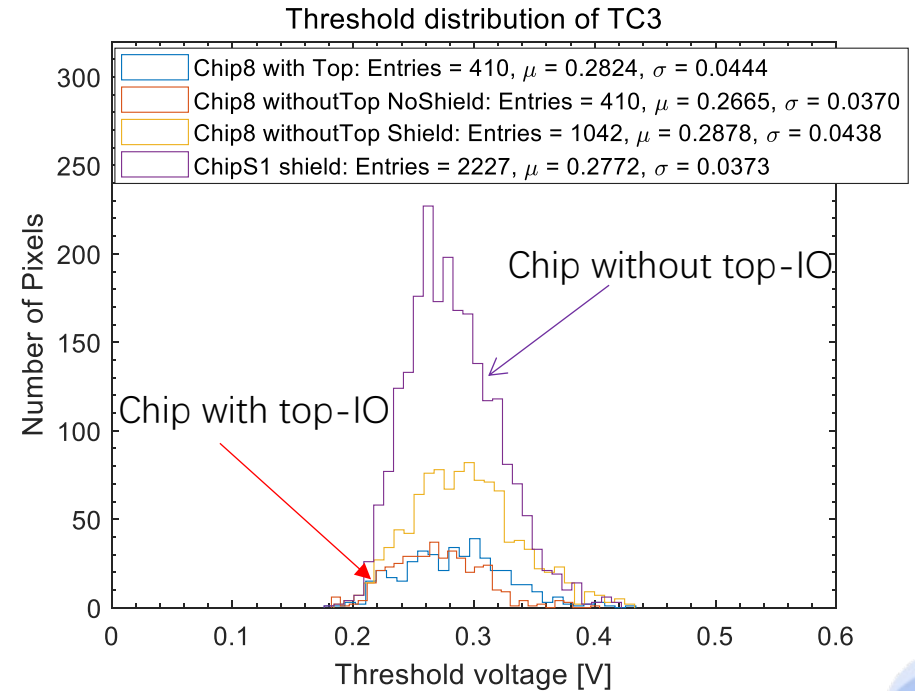 Threshold distribution of TC3
Chip8 with Top: Entries = 410, μ = 0.2824, σ = 0.0444
Chip8 withoutTop NoShield: Entries = 410, μ = 0.2665, σ = 0.0370
Chip8 withoutTop Shield: Entries = 1042, μ = 0.2878, σ = 0.0438
ChipS1 shield: Entries = 2227, μ = 0.2772, σ = 0.0373
Chip without top-IO
Chip with top-IO
Number of Pixels
300
250
200
150
100
50
0
0 0.1 0.2 0.3 0.4 0.5 0.6
Threshold voltage [V]